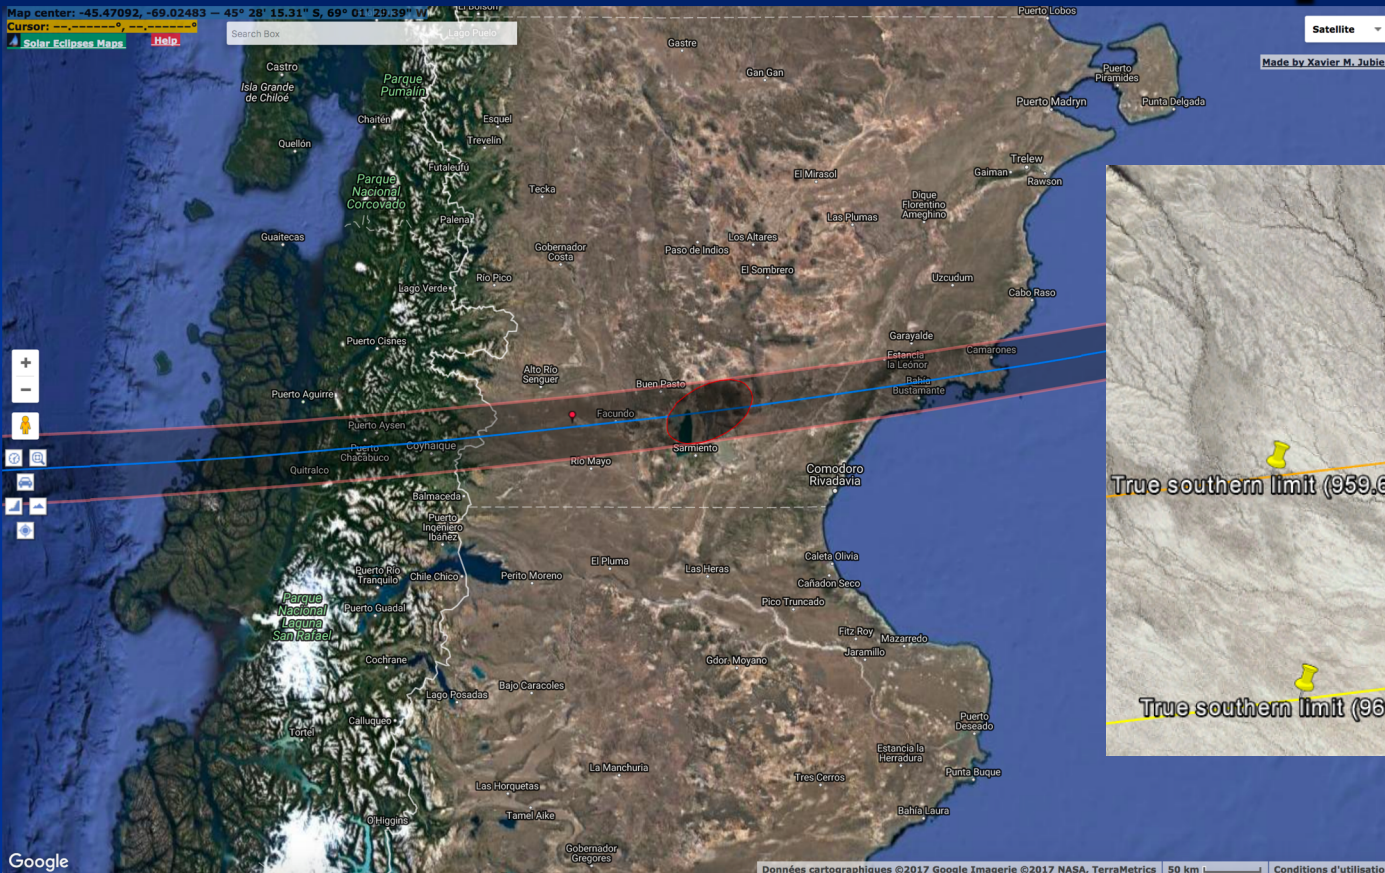 Map center: -45.47092, -69.02483 — 45° 28' 15.31" S, 69° 01' 29.39" W
Cursor: --.------°, --.------°
Solar Eclipses Maps
Help
Search Box
El Bolsón
Lago Puelo
Puerto Lobos
Satellite
Made by Xavier M. Jubie
Gastre
Gan Gan
Castro
Isla Grande
de Chiloé
Parque
Pumalín
Puerto
Pirámides
Puerto Madryn
Punta Delgada
Chaitén
Esquel
Trevelín
Quellón
Futaleufú
Trelew
Gaiman
Rawson
El Mirasol
Parque
Nacional
Corcovado
Tecka
Dique
Florentino
Ameghino
Palena
Las Plumas
Guaitecas
Gobernador
Costa
Paso de Indios
Los Altares
El Sombrero
Río Pico
Uzcudum
Lago Verde
Cabo Raso
Puerto Cisnes
Garayalde
Estancia
la Leonor
Camarones
Alto Río
Senguer
Buen Pasto
Bahía
Bustamante
Puerto Aguirre
Facundo
Puerto Aysen
Puerto
Chacabuco
Coyhaique
Sarmiento
Quitralco
Río Mayo
Comodoro
Rivadavia
Balmaceda
Puerto
Ingeniero
Ibáñez
El Pluma
Las Heras
Caleta Olivia
Puerto Río
Tranquilo
Chile Chico
Perito Moreno
Cañadon Seco
Pico Truncado
Parque
Nacional
Laguna
San Rafael
Puerto Guadal
Fitz Roy
Mazarredo
Jaramillo
Cochrane
Gdor. Moyano
Lago Posadas
Bajo Caracoles
Calluqueo
Tortel
Puerto
Deseado
Estancia la
Herradura
La Manchuria
Tres Cerros
Punta Buque
Las Horquetas
Tamel Aike
Bahía Laura
O'Higgins
Gobernador
Gregores
True southern limit (959.6
True southern limit (96
Google
Données cartographiques ©2017 Google Imagerie ©2017 NASA, TerraMetrics
50 km
Conditions d'utilisatio